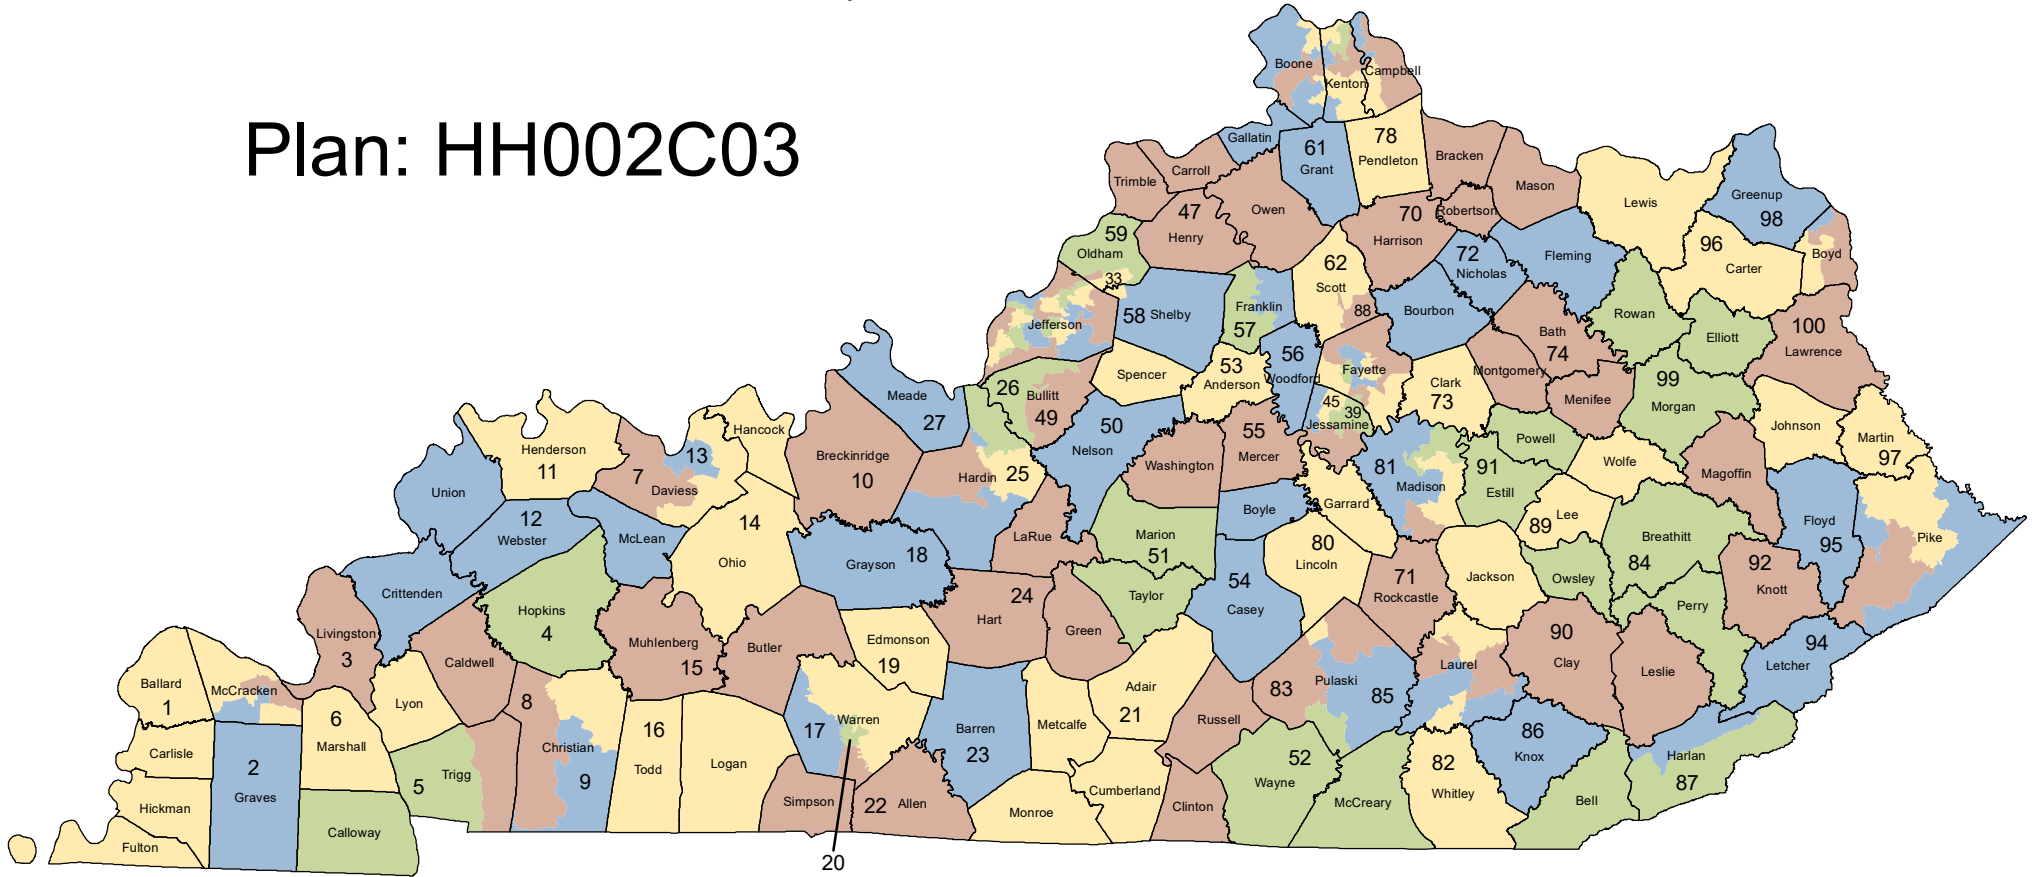 Plan: HH002C03
Boone
Kenton
Campbell
Gallatin
61
Grant
78
Pendleton
Bracken
Mason
Robertson
Trimble
Carroll
47
Henry
Owen
70
Harrison
Lewis
Greenup
98
59
Oldham
33
62
Scott
88
72
Nicholas
Fleming
96
Carter
Boyd
Jefferson
58 Shelby
Franklin
57
Bourbon
Bath
74
Rowan
Elliott
100
Lawrence
Spencer
53
Anderson
56
Woodford
Fayette
Clark
73
Montgomery
Menifee
99
Morgan
26
Bullitt
49
45
39
Jessamine
Meade
27
Hancock
Henderson
11
7
13
Daviess
Breckinridge
10
Hardin
25
50
Nelson
Washington
55
Mercer
81
Madison
91
Estill
Powell
Wolfe
Magoffin
Johnson
Martin
97
Union
12
Webster
McLean
14
Ohio
Grayson 18
LaRue
Marion
51
Boyle
Garrard
80
Lincoln
Lee
89
Breathitt
84
Floyd
95
Pike
Crittenden
Hopkins
4
Muhlenberg
15
Butler
Edmonson
19
24
Hart
Green
Taylor
54
Casey
71
Rockcastle
Jackson
Owsley
Perry
92
Knott
Livingston
3
Caldwell
Lyon
90
Clay
Leslie
94
Letcher
Ballard
1
McCracken
6
Marshall
8
Christian
9
16
Todd
Logan
17
Warren
Barren
23
Metcalfe
Adair
21
Russell
83
Pulaski
85
Laurel
86
Knox
Harlan
87
Carlisle
2
Graves
Hickman
Fulton
Calloway
5
Trigg
Simpson
22 Allen
20
Monroe
Cumberland
Clinton
52
Wayne
McCreary
82
Whitley
Bell